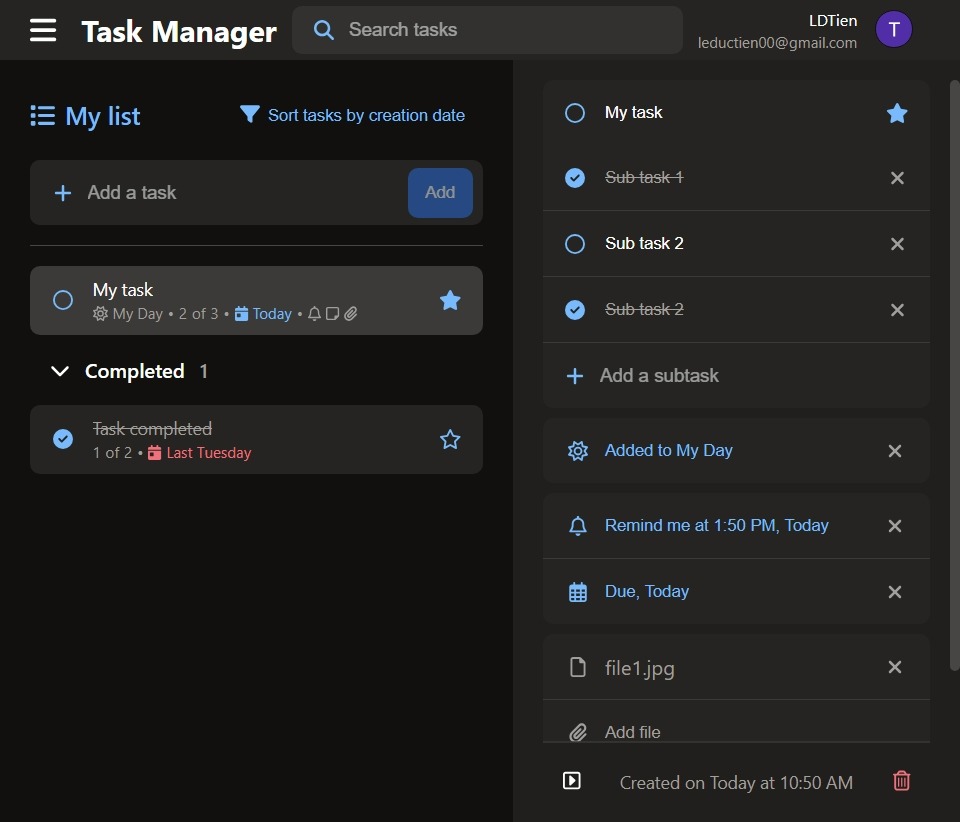 Task Manager
Search tasks
LDTien
leductien00@gmail.com
T
My list
Sort tasks by creation date
Add a task
Add
My task
My Day • 2 of 3 • Today •
Completed 1
Task completed
1 of 2 • Last Tuesday
My task
Sub task 1
Sub task 2
Sub task 2
Add a subtask
Added to My Day
Remind me at 1:50 PM, Today
Due, Today
file1.jpg
Add file
Created on Today at 10:50 AM